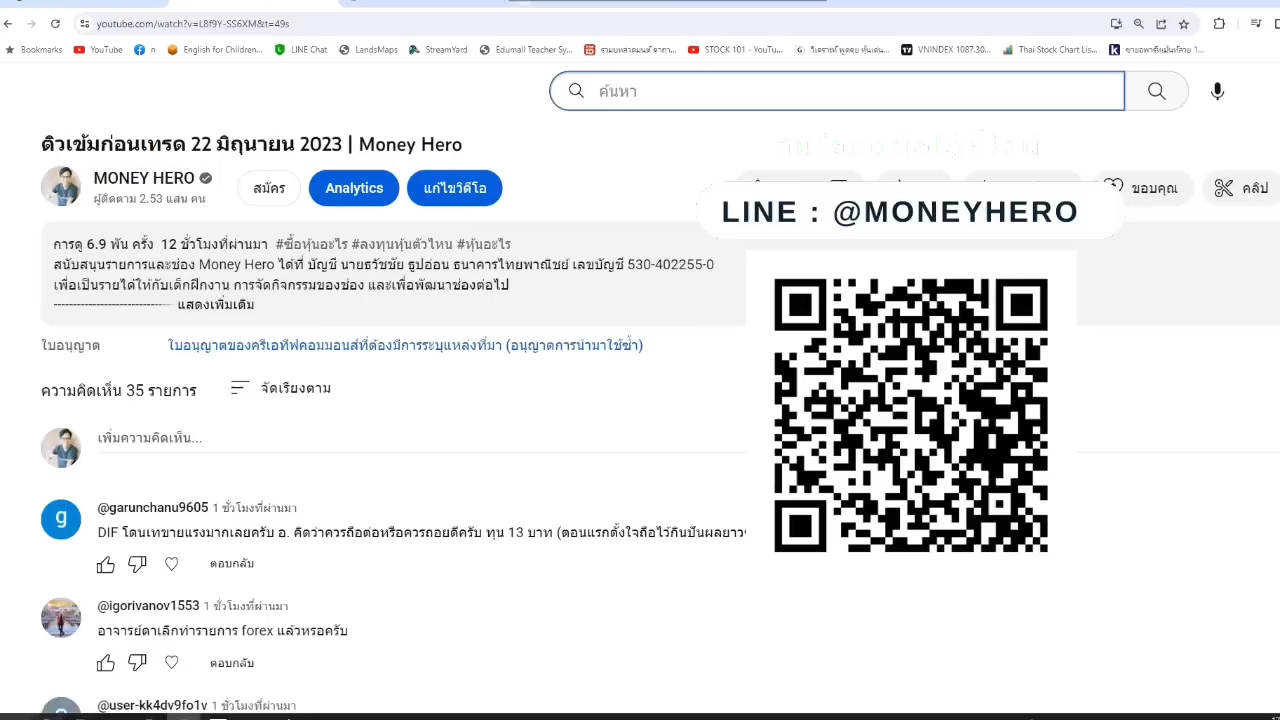 youtube.com/watch?v=L8f9Y-SS6XM&t=49s
Bookmarks YouTube n English for Children... LINE Chat LandsMaps StreamYard Edumall Teacher Sy... STOCK 101 - YouTu... VNINDEX 1087.30... Thai Stock Chart Lis...
ค้นหา
ติวเข้มก่อนเทรด 22 มิถุนายน 2023 | Money Hero
MONEY HERO
ผู้ติดตาม 2.53 แสน คน
สมัคร Analytics แก้ไขวิดีโอ ขอบคุณ คลิป
LINE : @MONEYHERO
การดู 6.9 พัน ครั้ง 12 ชั่วโมงที่ผ่านมา #ซื้อหุ้นอะไร #ลงทุนหุ้นตัวไหน #หุ้นอะไร
สนับสนุนรายการและช่อง Money Hero ได้ที่ บัญชี นายธวัชชัย ธูปอ่อน ธนาคารไทยพาณิชย์ เลขบัญชี 530-402255-0
เพื่อเป็นรายได้ให้กับเด็กฝึกงาน การจัดกิจกรรมของช่อง และเพื่อพัฒนาช่องต่อไป
---------------------------- แสดงเพิ่มเติม
ใบอนุญาต ใบอนุญาตของครีเอทีฟคอมมอนส์ที่ต้องมีการระบุแหล่งที่มา (อนุญาตการนำมาใช้ซ้ำ)
ความคิดเห็น 35 รายการ จัดเรียงตาม
เพิ่มความคิดเห็น...
g
@garunchanu9605 1 ชั่วโมงที่ผ่านมา
DIF โดนเทขายแรงมากเลยครับ อ. คิดว่าควรถือต่อหรือควรถอยดีครับ ทุน 13 บาท (ตอนแรกตั้งใจถือไว้กินปันผลยาวๆ
ตอบกลับ
@igorivanov1553 1 ชั่วโมงที่ผ่านมา
อาจารย์ตาเลิกทำรายการ forex แล้วหรอครับ
ตอบกลับ
@user-kk4dv9fo1v 1 ชั่วโมงที่ผ่านมา